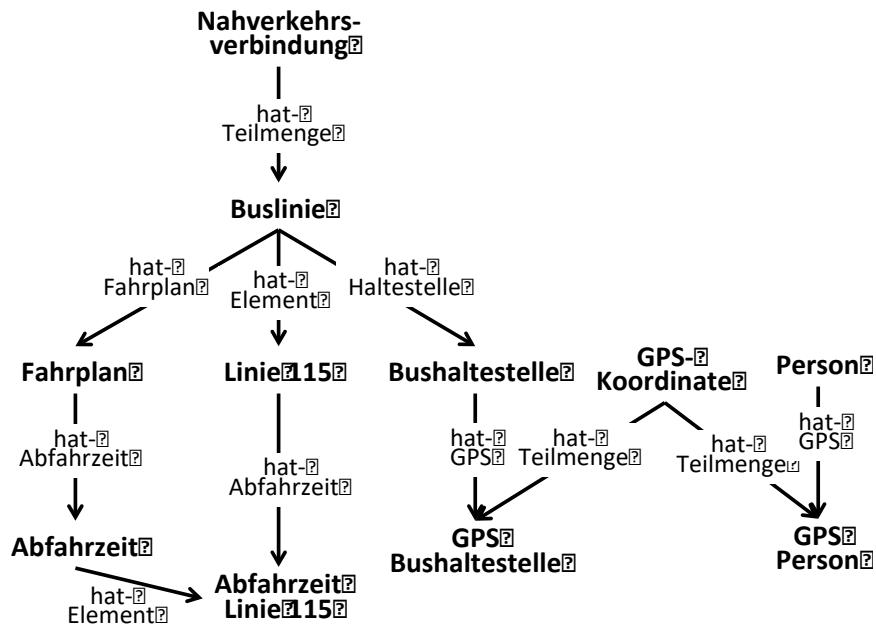 Nahverkehrs-
verbindung
hat-
Teilmenge
Buslinie
hat-
Fahrplan
hat-
Element
hat-
Haltestelle
Fahrplan
Linie 115
Bushaltestelle
GPS-
Koordinate
Person
hat-
Abfahrzeit
hat-
Abfahrzeit
hat-
GPS
hat-
Teilmenge
hat-
Teilmenge
hat-
GPS
Abfahrzeit
GPS
Bushaltestelle
GPS
Person
hat-
Element
Abfahrzeit
Linie 115